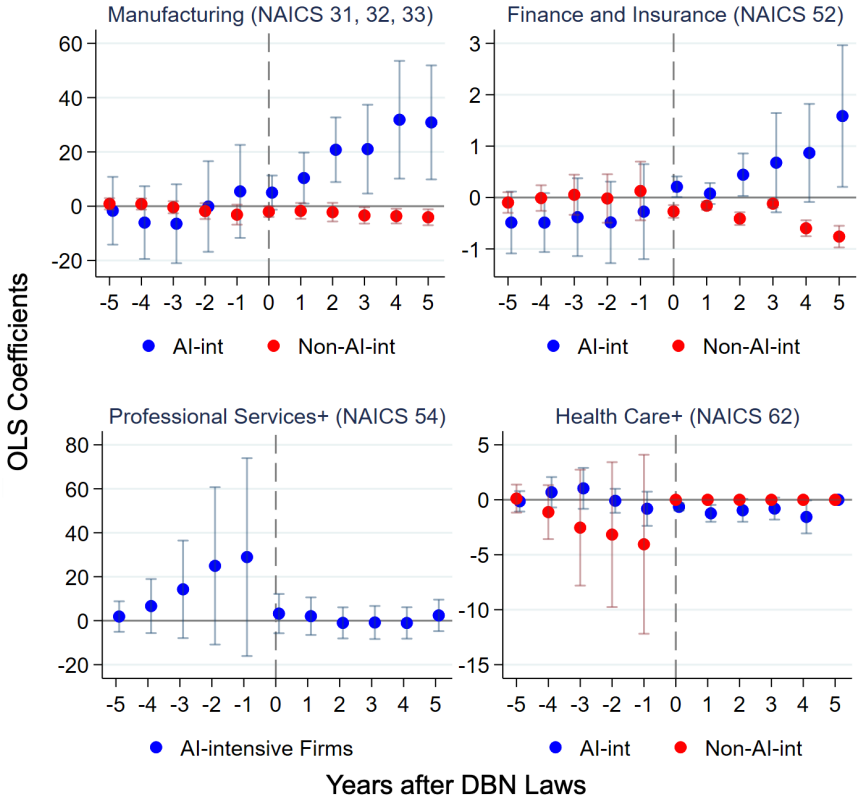 Manufacturing (NAICS 31, 32, 33)
60
40
20
0
-20
-5 -4 -3 -2 -1 0 1 2 3 4 5
AI-int Non-AI-int
Finance and Insurance (NAICS 52)
3
2
1
0
-1
-5 -4 -3 -2 -1 0 1 2 3 4 5
AI-int Non-AI-int
OLS Coefficients
Professional Services+ (NAICS 54)
80
60
40
20
0
-20
-5 -4 -3 -2 -1 0 1 2 3 4 5
AI-intensive Firms
Health Care+ (NAICS 62)
5
0
-5
-10
-15
-5 -4 -3 -2 -1 0 1 2 3 4 5
AI-int Non-AI-int
Years after DBN Laws